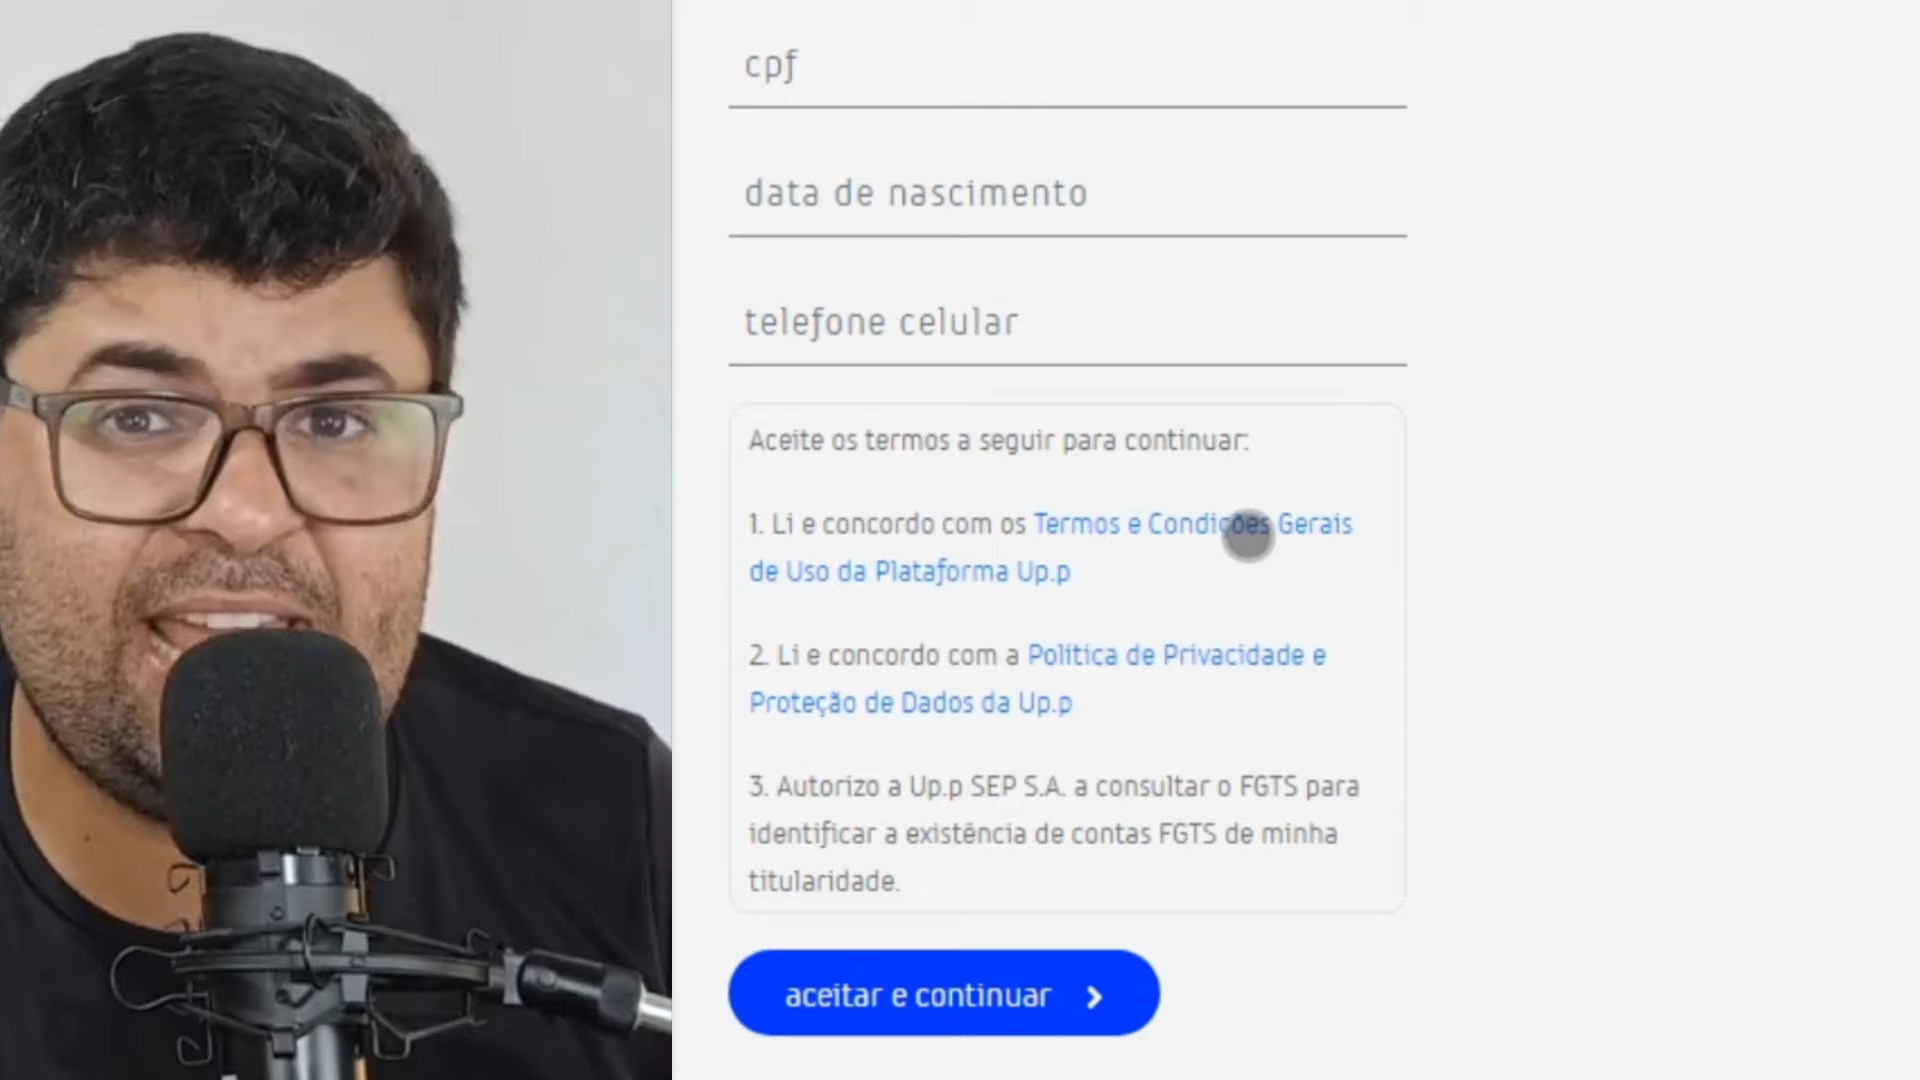 cpf
data de nascimento
telefone celular
Aceite os termos a seguir para continuar:
1. Li e concordo com os Termos e Condições Gerais
de Uso da Plataforma Up.p
2. Li e concordo com a Política de Privacidade e
Proteção de Dados da Up.p
3. Autorizo a Up.p SEP S.A. a consultar o FGTS para
identificar a existência de contas FGTS de minha
titularidade.
aceitar e continuar